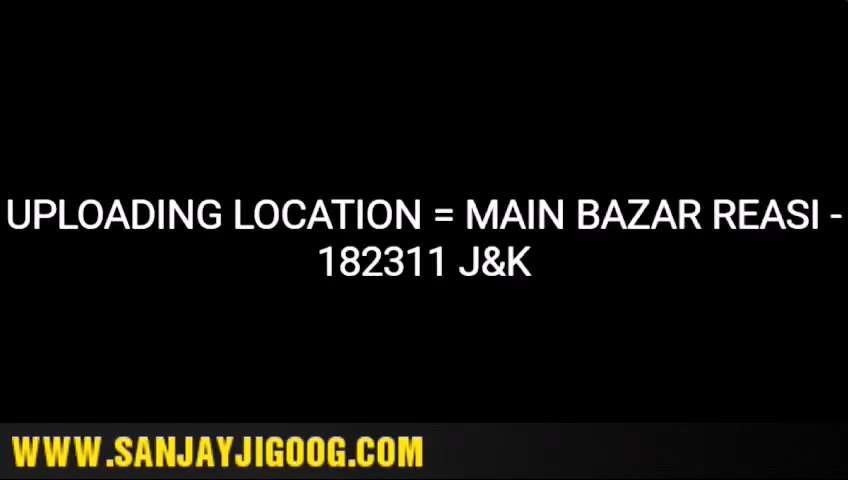 UPLOADING LOCATION = MAIN BAZAR REASI -
182311 J&K
WWW.SANJAYJIGOOG.COM